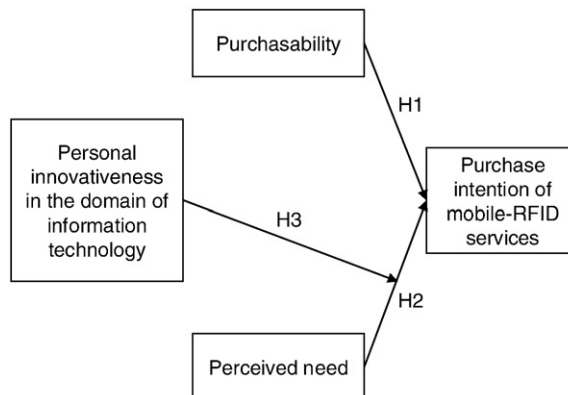 Purchasability
H1
Personal
innovativeness
in the domain of
information
technology
Purchase
intention of
mobile-RFID
services
H3
H2
Perceived need